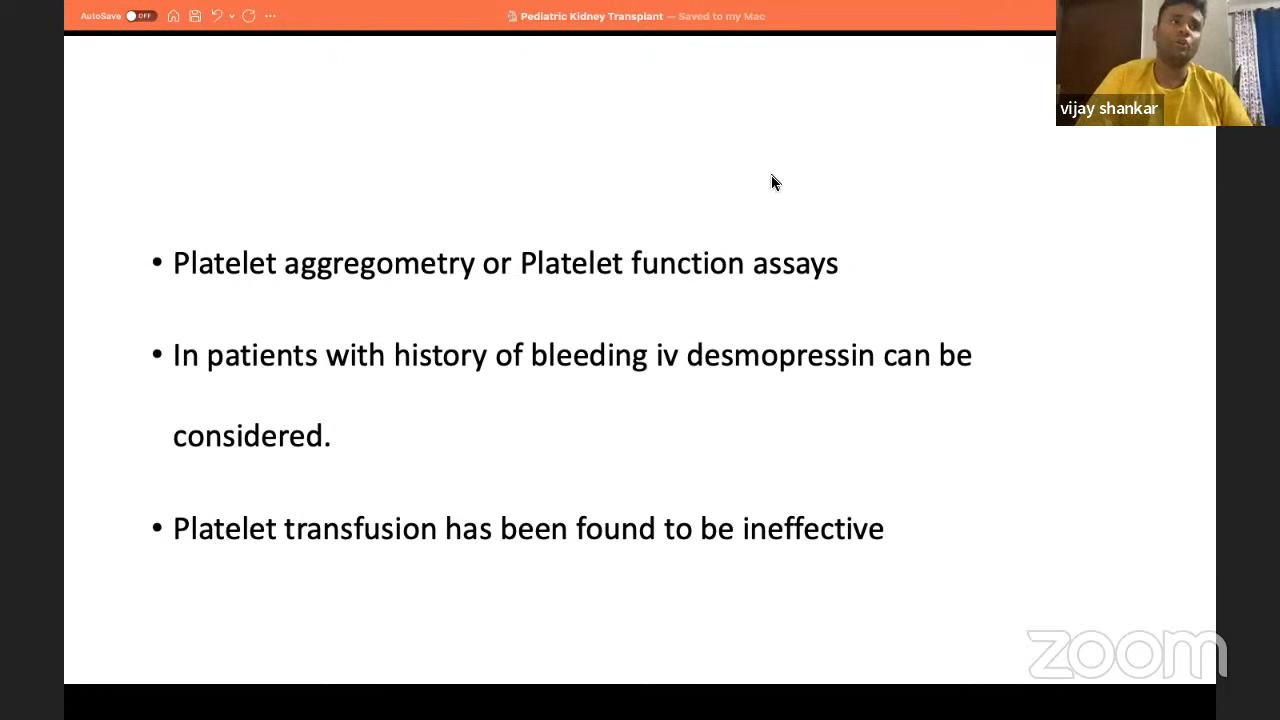 AutoSave OFF
Pediatric Kidney Transplant — Saved to my Mac
vijay shankar
• Platelet aggregometry or Platelet function assays
• In patients with history of bleeding iv desmopressin can be
considered.
• Platelet transfusion has been found to be ineffective
zoom